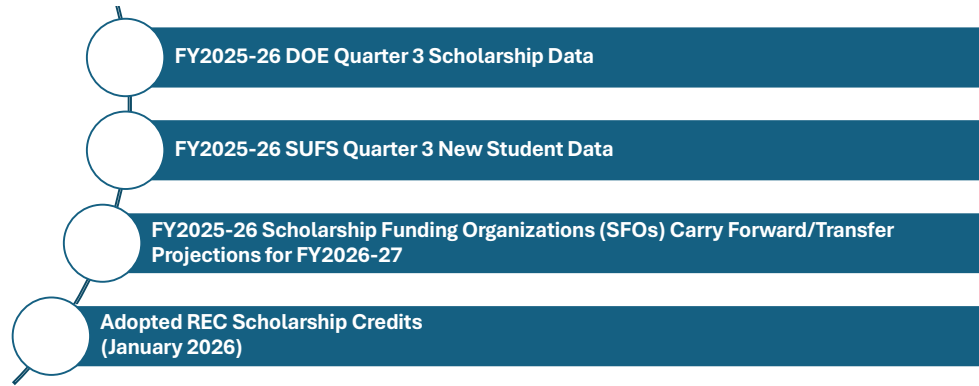 FY2025-26 DOE Quarter 3 Scholarship Data
FY2025-26 SUFS Quarter 3 New Student Data
FY2025-26 Scholarship Funding Organizations (SFOs) Carry Forward/Transfer
Projections for FY2026-27
Adopted REC Scholarship Credits
(January 2026)